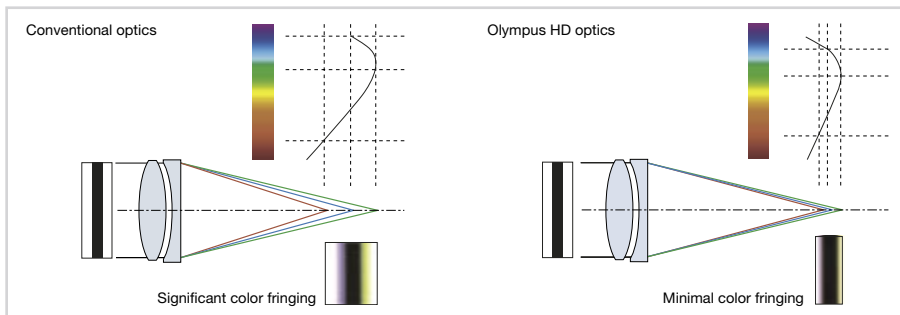 Conventional optics
Significant color fringing
Olympus HD optics
Minimal color fringing